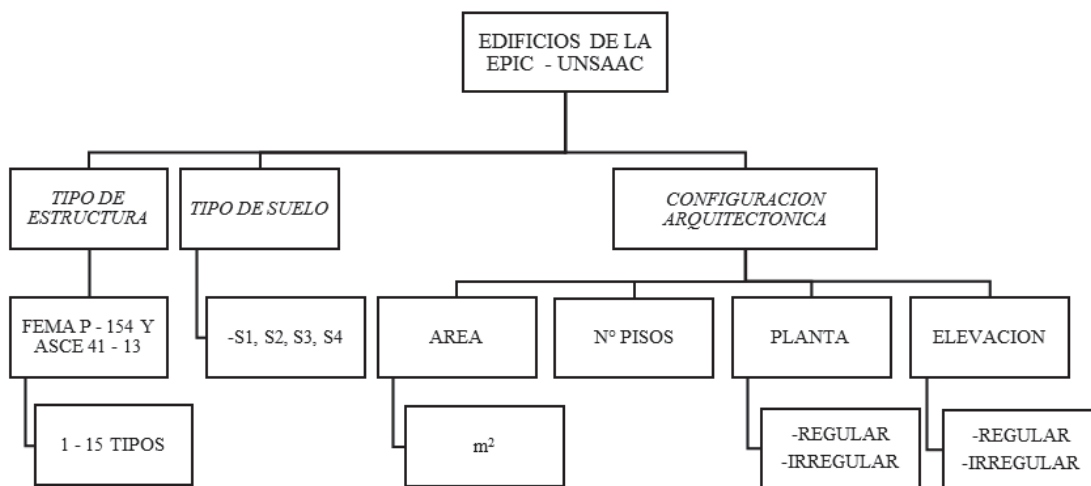 EDIFICIOS DE LA
EPIC - UNSAAC
TIPO DE
ESTRUCTURA
TIPO DE SUELO
CONFIGURACION
ARQUITECTONICA
FEMA P - 154 Y
ASCE 41 - 13
-S1, S2, S3, S4
AREA
N° PISOS
PLANTA
ELEVACION
1 - 15 TIPOS
m²
-REGULAR
-IRREGULAR
-REGULAR
-IRREGULAR